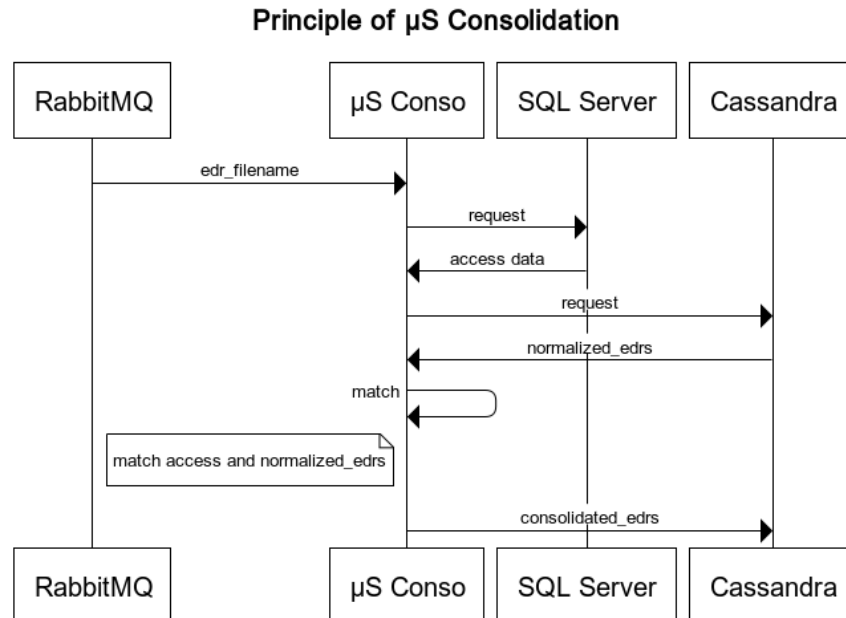 Principle of µS Consolidation
RabbitMQ
µS Conso
SQL Server
Cassandra
edr_filename
request
access data
request
normalized_edrs
match
match access and normalized_edrs
consolidated_edrs
RabbitMQ
µS Conso
SQL Server
Cassandra